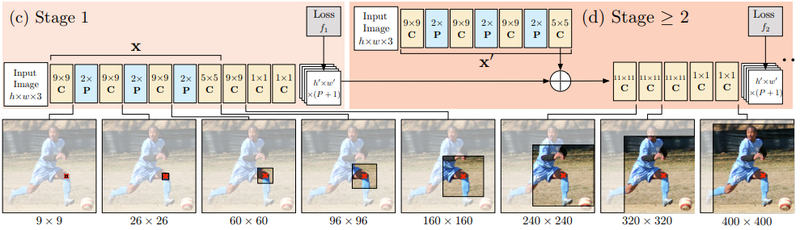 (c) Stage 1
x
Input
Image
h×w×3
9×9
C
2×
P
9×9
C
2×
P
9×9
C
2×
P
5×5
C
9×9
C
1×1
C
1×1
C
Loss
f₁
h′×w′
×(P+1)
(d) Stage ≥ 2
Input
Image
h×w×3
9×9
C
2×
P
9×9
C
2×
P
9×9
C
2×
P
5×5
C
x′
11×11
C
11×11
C
11×11
C
1×1
C
1×1
C
Loss
f₂
h′×w′
×(P+1)
9 × 9
26 × 26
60 × 60
96 × 96
160 × 160
240 × 240
320 × 320
400 × 400